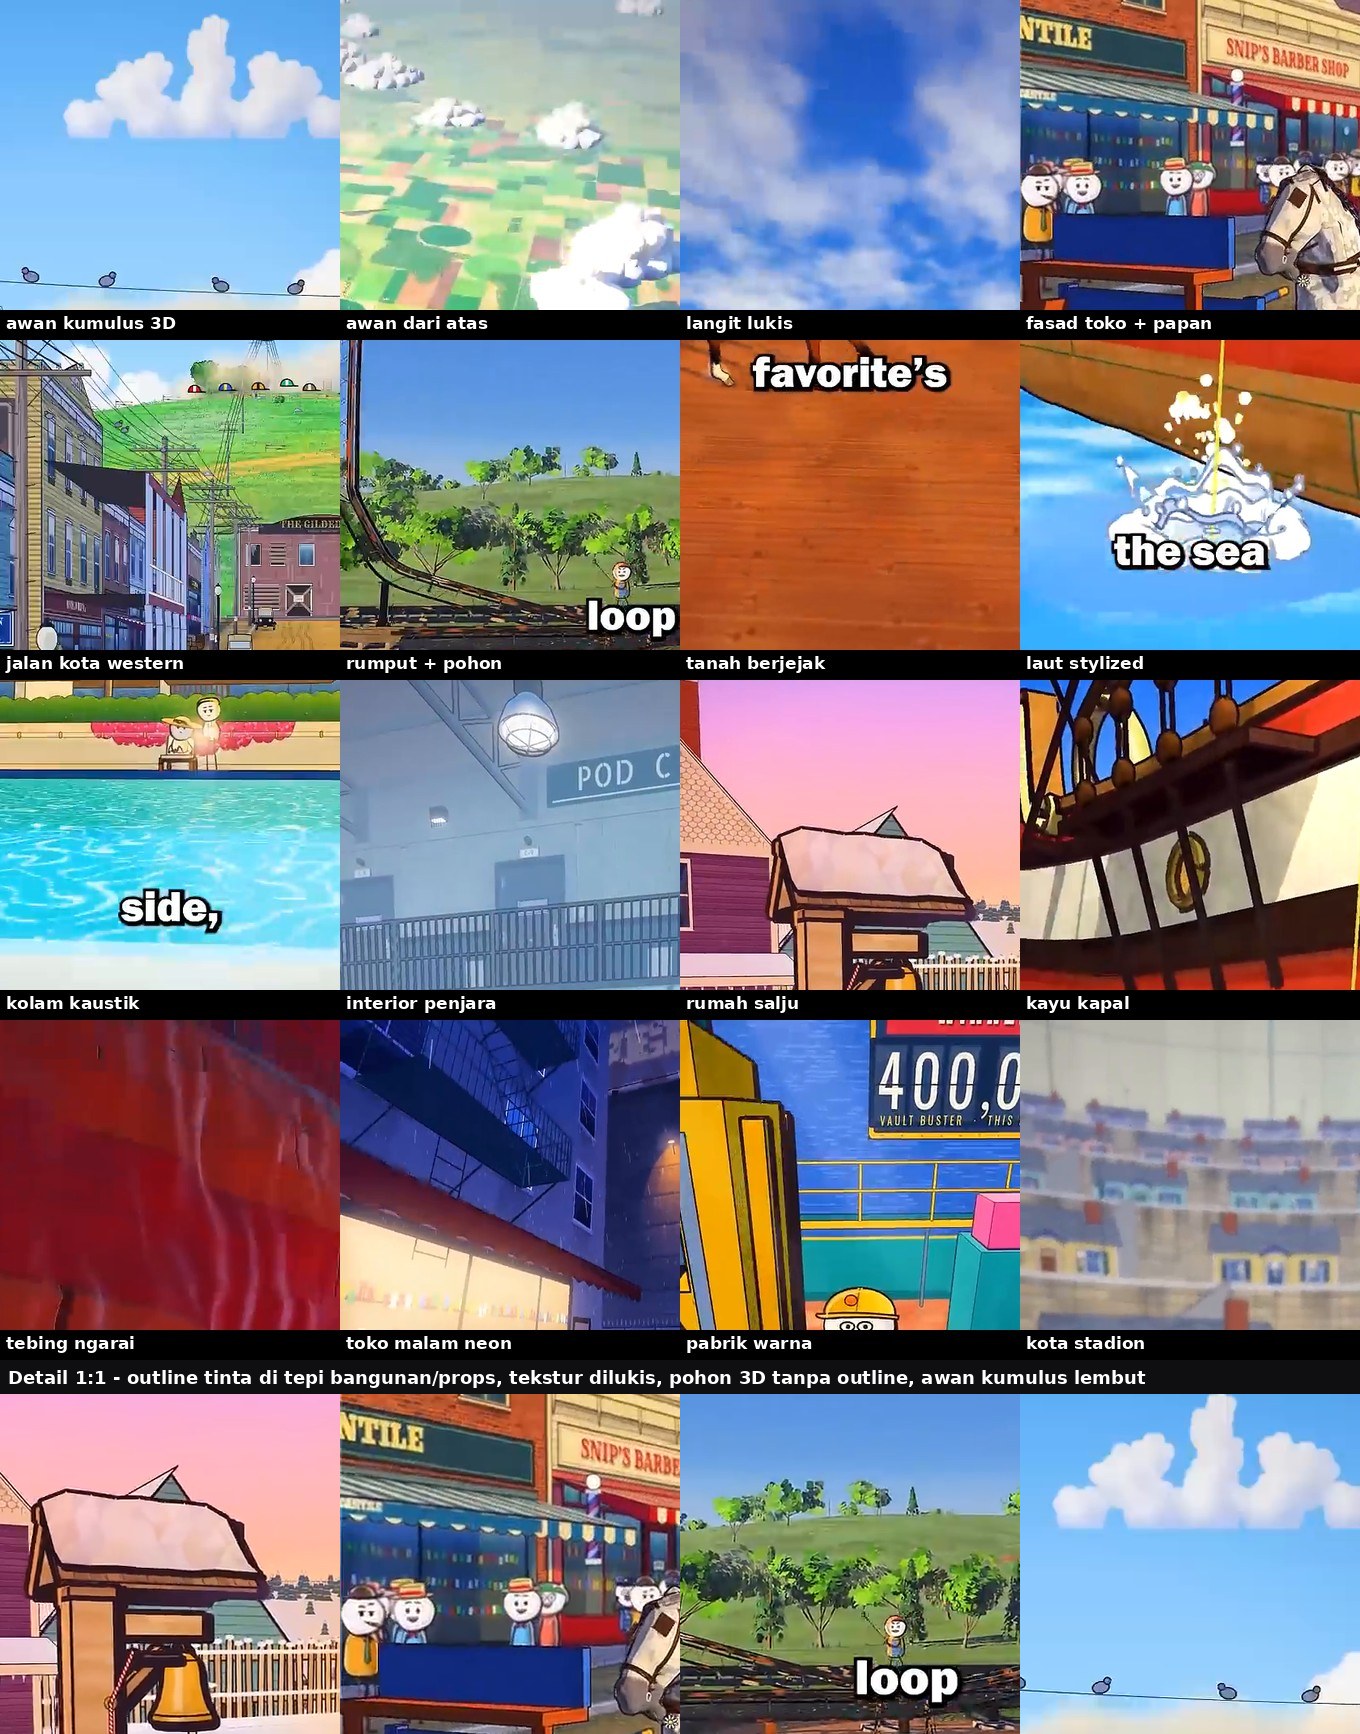 NTILE
SNIP'S BARBER SHOP
awan kumulus 3D
awan dari atas
langit lukis
fasad toko + papan
THE GILDED
favorite's
loop
the sea
jalan kota western
rumput + pohon
tanah berjejak
laut stylized
POD C
side,
kolam kaustik
interior penjara
rumah salju
kayu kapal
400,0
VAULT BUSTER · THIS
tebing ngarai
toko malam neon
pabrik warna
kota stadion
Detail 1:1 - outline tinta di tepi bangunan/props, tekstur dilukis, pohon 3D tanpa outline, awan kumulus lembut
NTILE
SNIP'S BARBE
loop